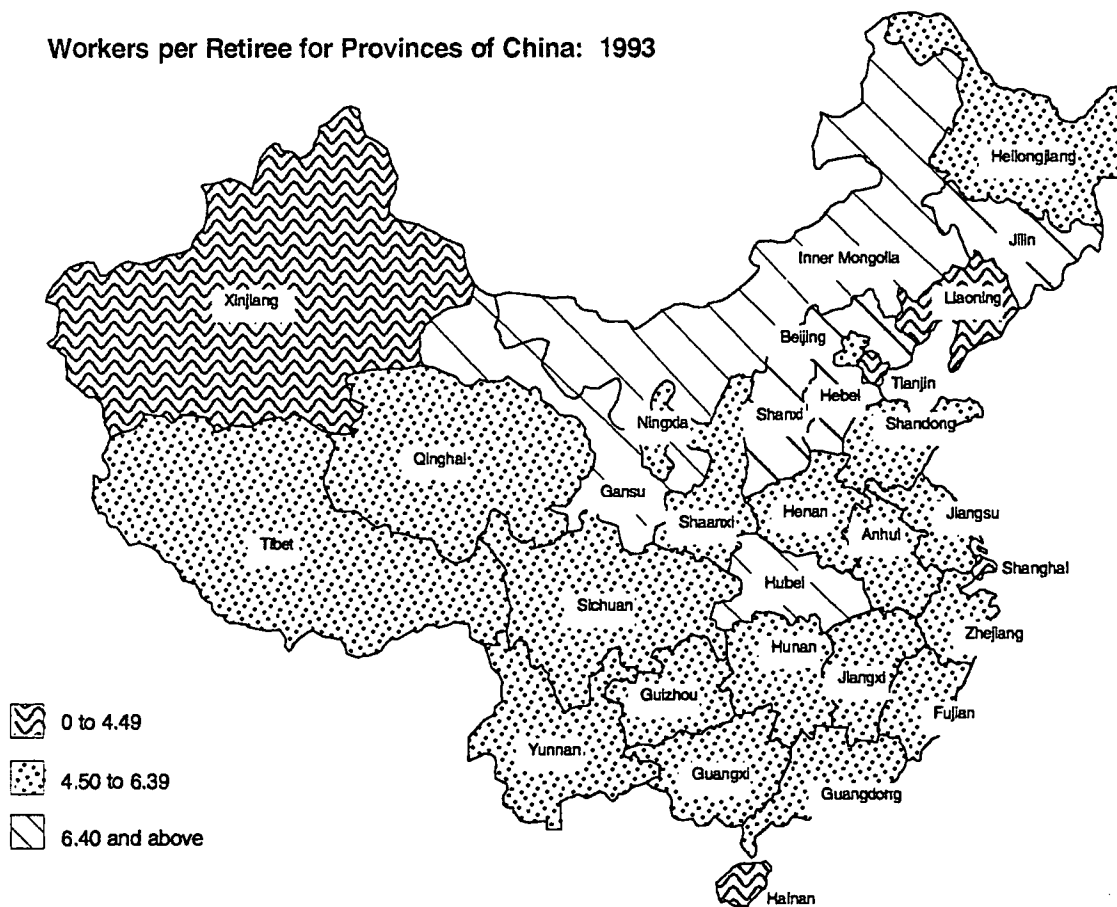 Workers per Retiree for Provinces of China: 1993
Heilongjiang
Jilin
Inner Mongolia
Liaoning
Xinjiang
Beijing
Tianjin
Hebei
Shanxi
Ningxia
Shandong
Qinghai
Gansu
Shaanxi
Henan
Jiangsu
Anhui
Tibet
Shanghai
Hubei
Sichuan
Zhejiang
Hunan
Jiangxi
Guizhou
Fujian
Yunnan
Guangxi
Guangdong
Hainan
0 to 4.49
4.50 to 6.39
6.40 and above